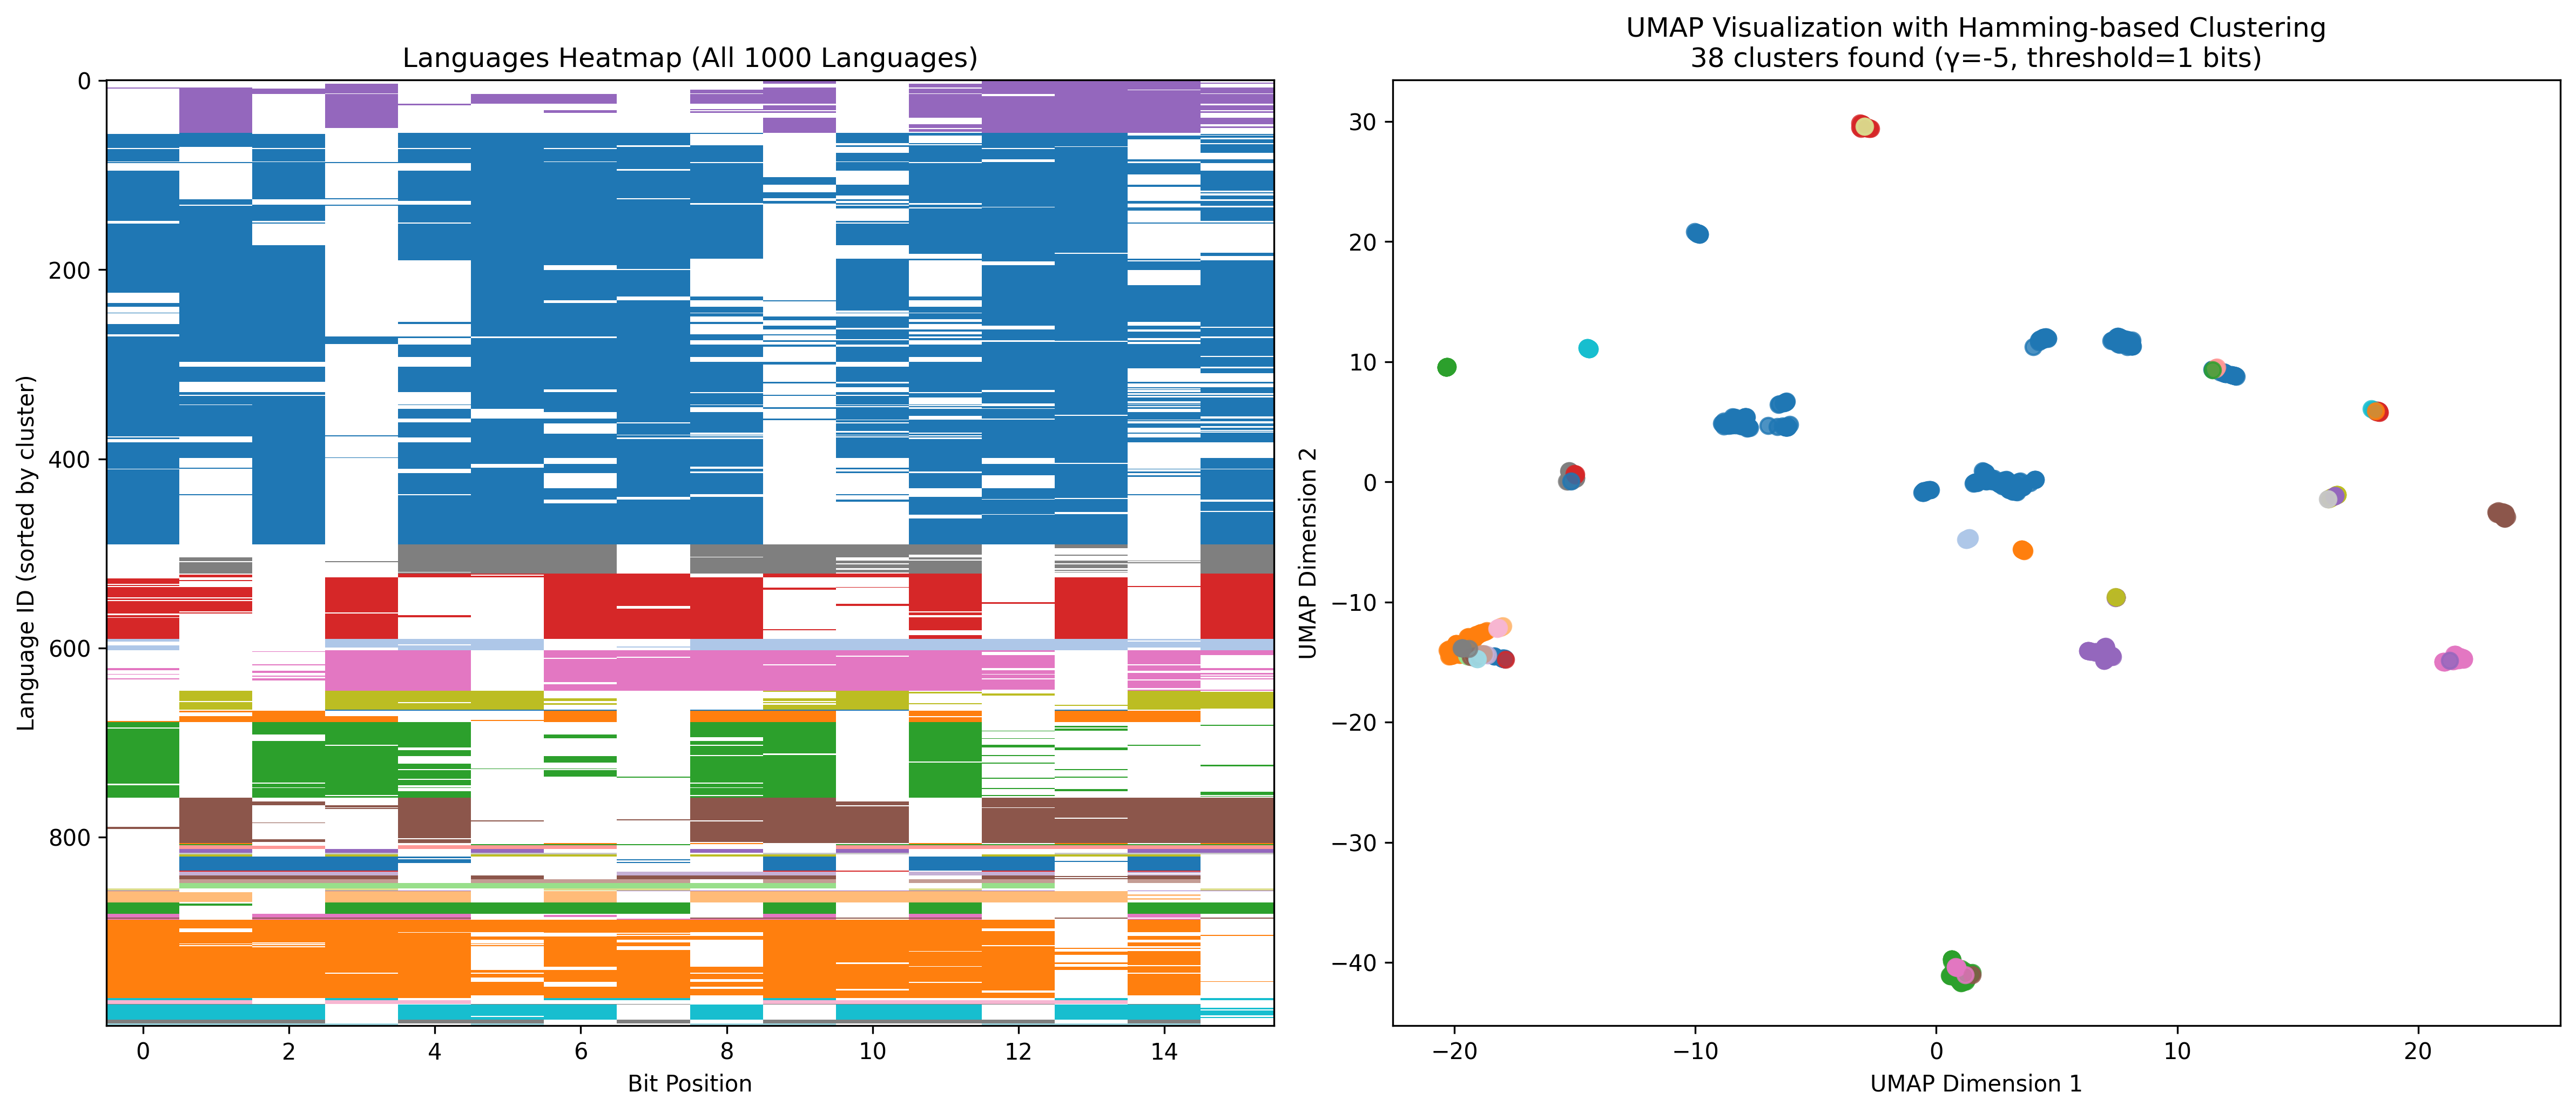 Languages Heatmap (All 1000 Languages)
0
200
400
600
800
Language ID (sorted by cluster)
0 2 4 6 8 10 12 14
Bit Position
UMAP Visualization with Hamming-based Clustering
38 clusters found (γ=-5, threshold=1 bits)
30
20
10
0
−10
−20
−30
−40
UMAP Dimension 2
−20 −10 0 10 20
UMAP Dimension 1